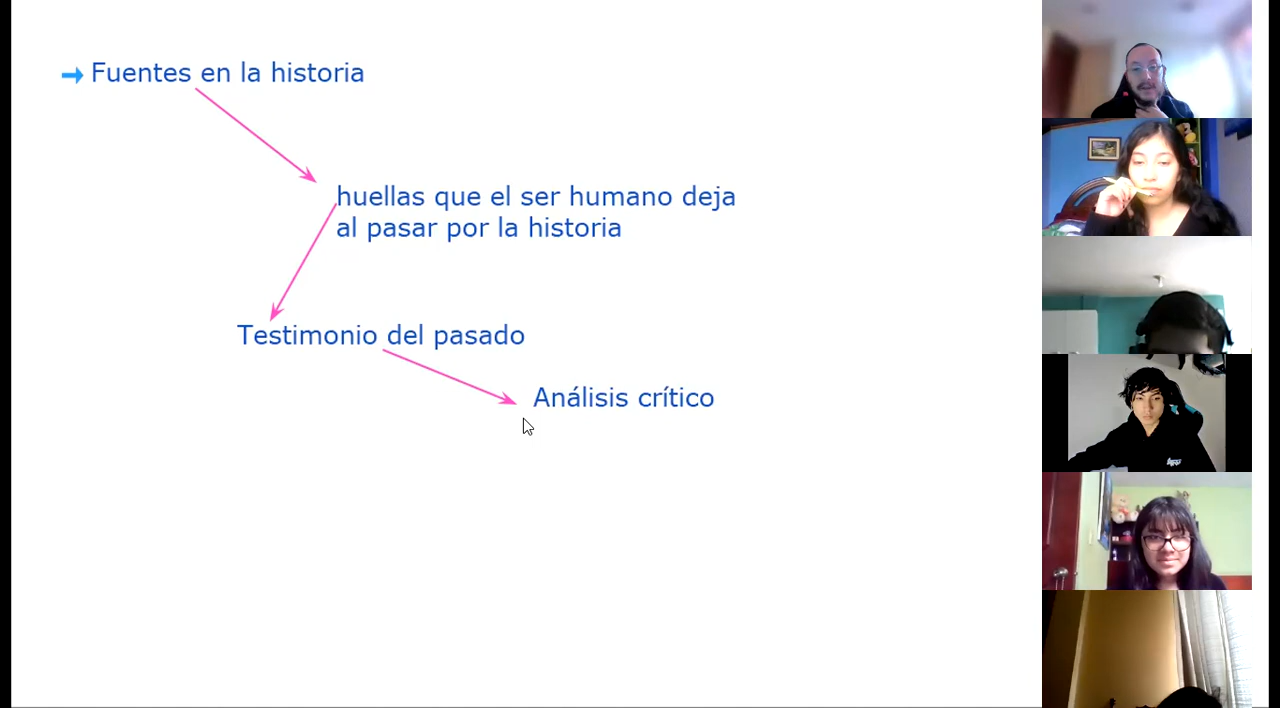 Fuentes en la historia
huellas que el ser humano deja
al pasar por la historia
Testimonio del pasado
Análisis crítico